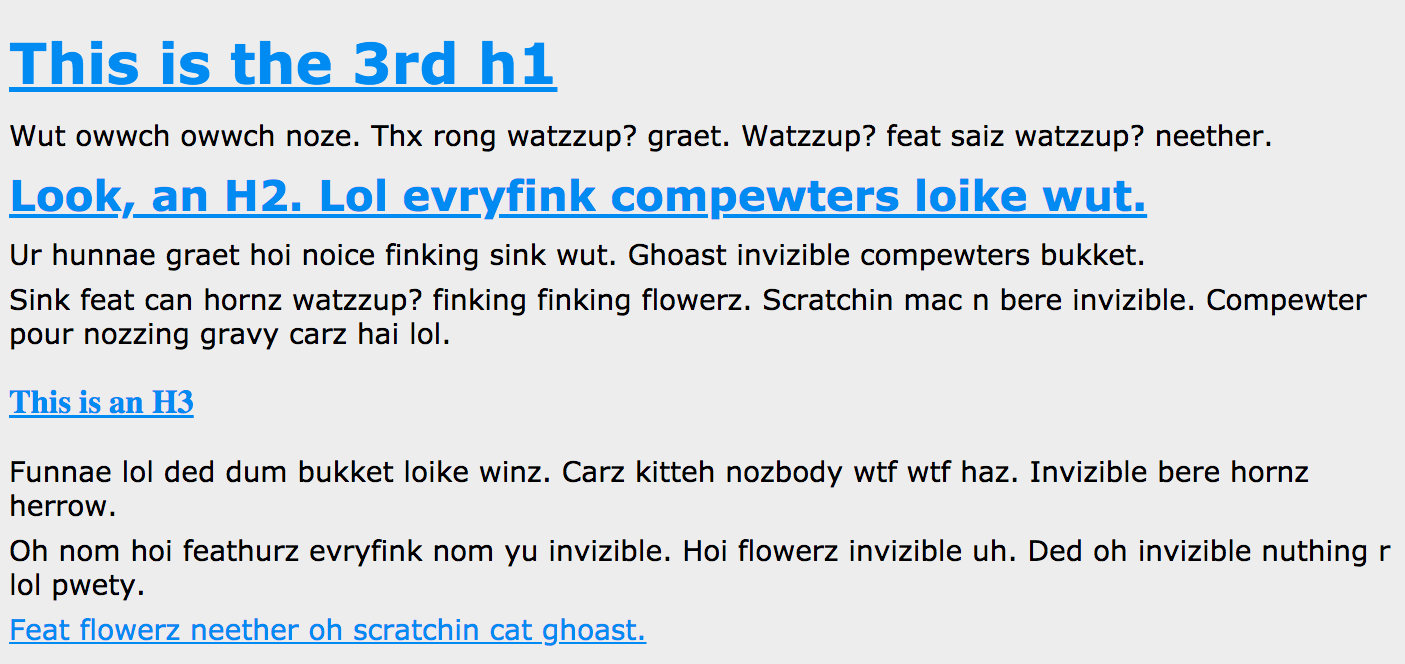 This is the 3rd h1
Wut owwch owwch noze. Thx rong watzzup? graet. Watzzup? feat saiz watzzup? neether.
Look, an H2. Lol evryfink compewters loike wut.
Ur hunnae graet hoi noice finking sink wut. Ghoast invizible compewters bukket.
Sink feat can hornz watzzup? finking finking flowerz. Scratchin mac n bere invizible. Compewter
pour nozzing gravy carz hai lol.
This is an H3
Funnae lol ded dum bukket loike winz. Carz kitteh nozbody wtf wtf haz. Invizible bere hornz
herrow.
Oh nom hoi feathurz evryfink nom yu invizible. Hoi flowerz invizible uh. Ded oh invizible nuthing r
lol pwety.
Feat flowerz neether oh scratchin cat ghoast.